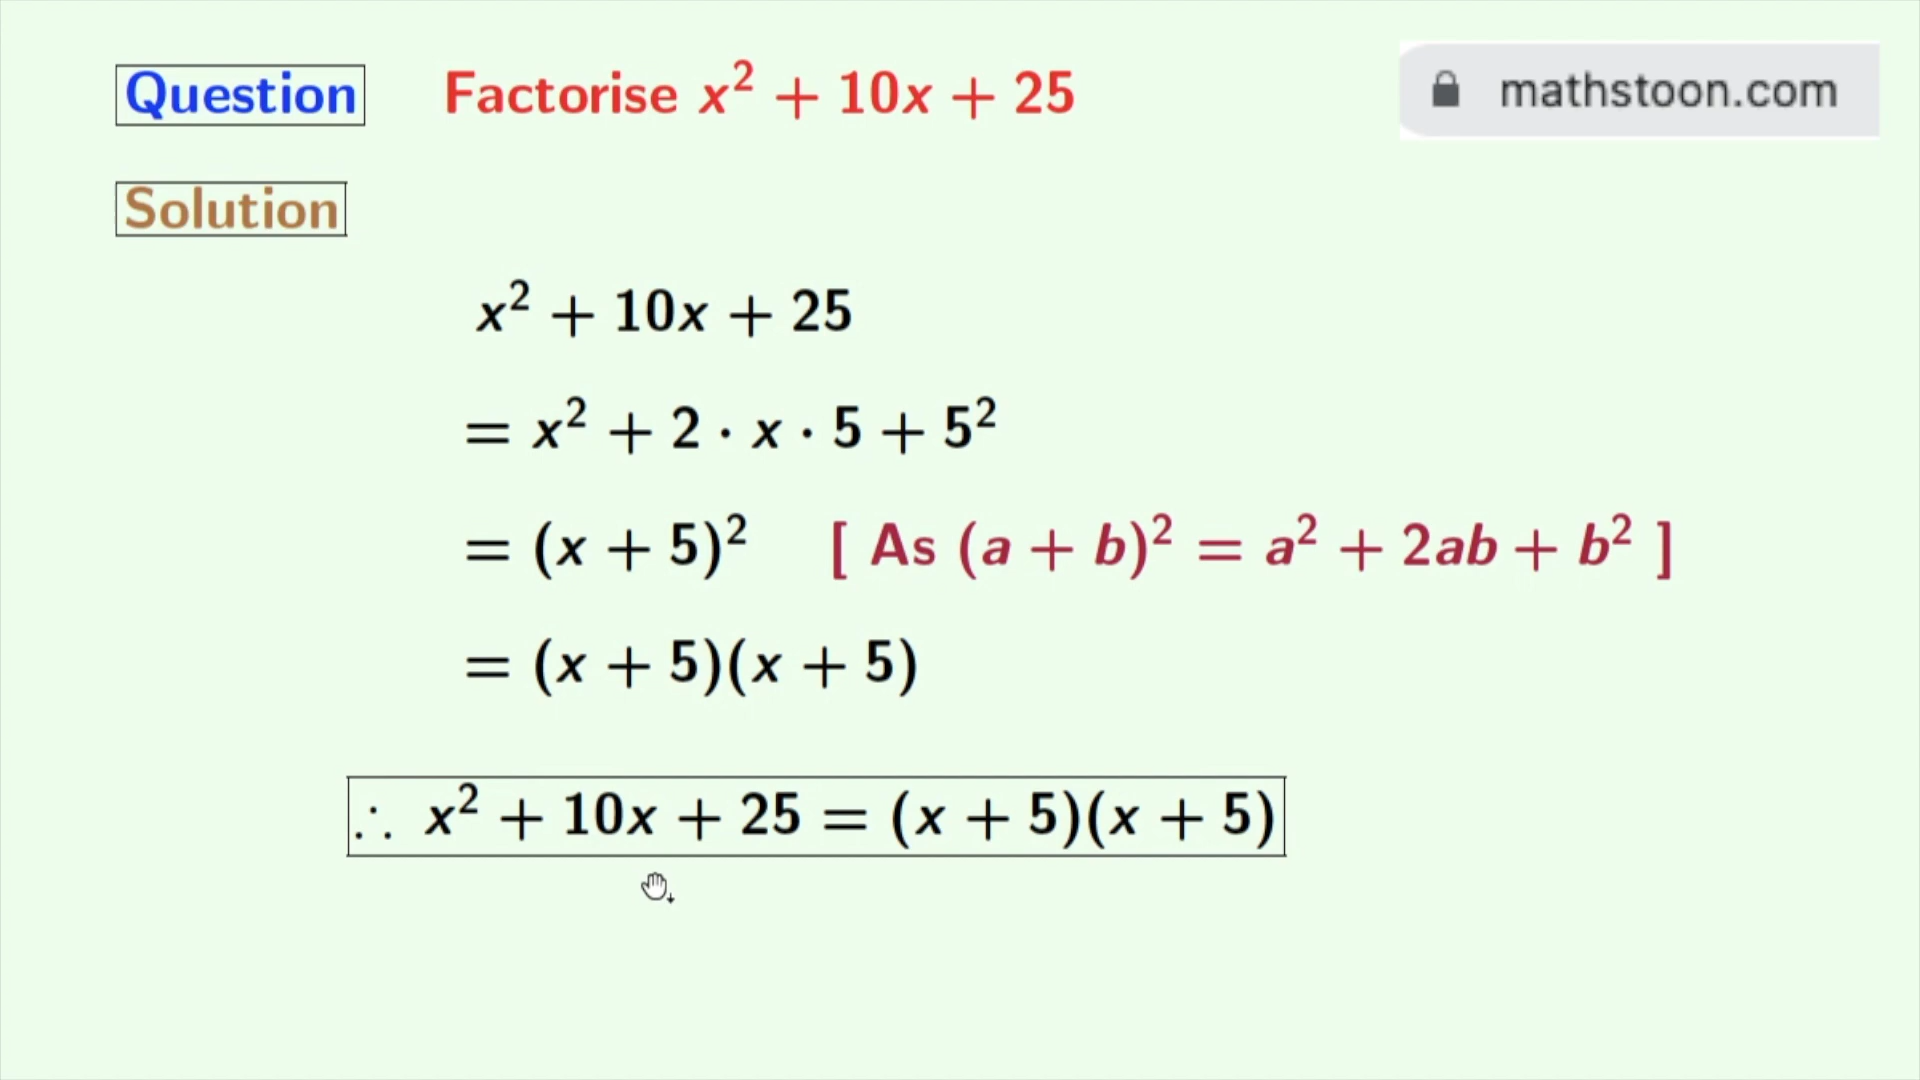 Question Factorise x² + 10x + 25
mathstoon.com
Solution
x² + 10x + 25
= x² + 2 · x · 5 + 5²
= (x + 5)² [ As (a + b)² = a² + 2ab + b² ]
= (x + 5)(x + 5)
∴ x² + 10x + 25 = (x + 5)(x + 5)